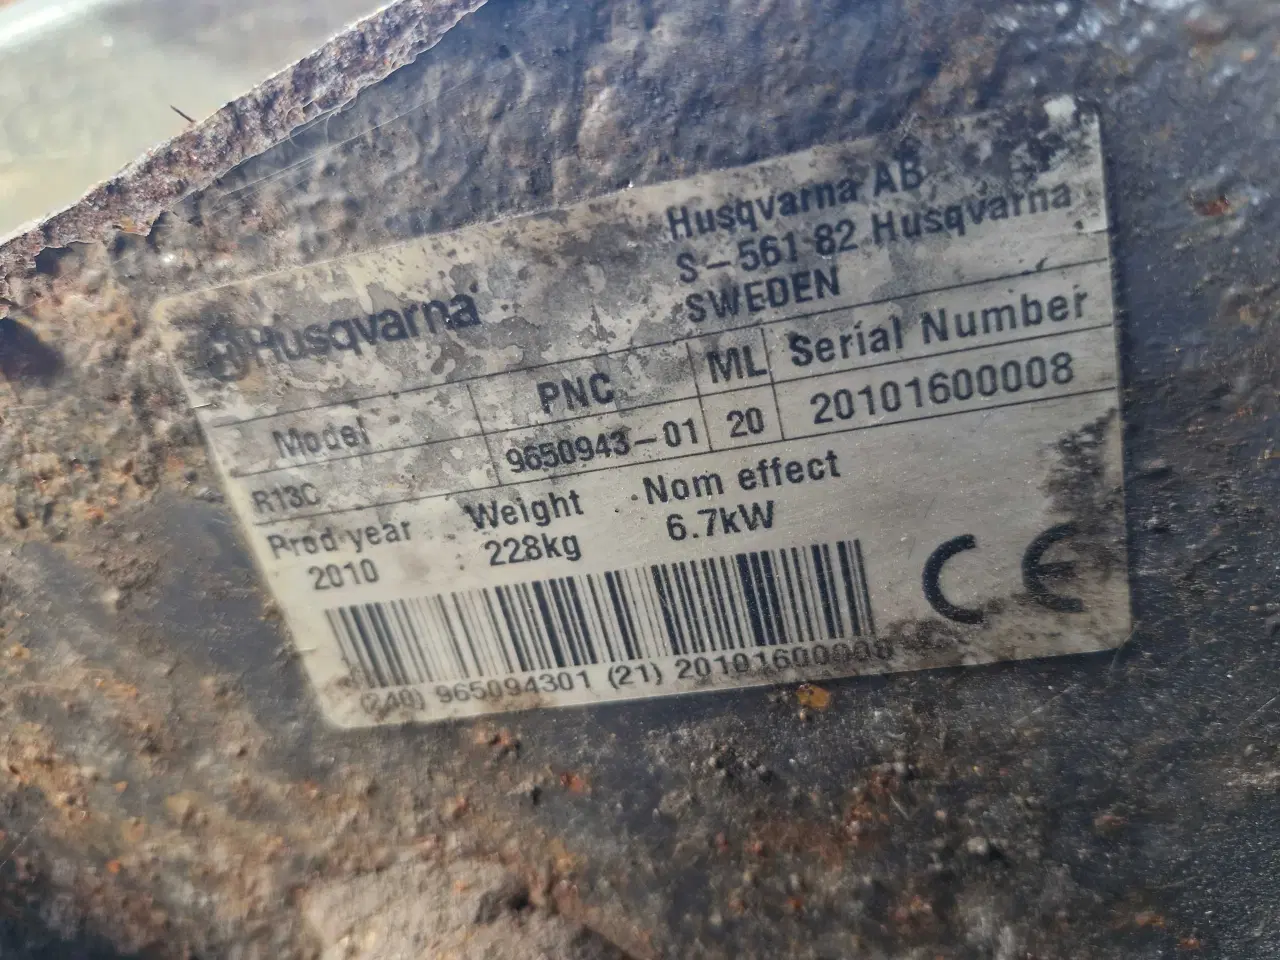 Husqvarna AB
S-561 82 Husqvarna
SWEDEN
Husqvarna
Model PNC ML Serial Number
R13C 9650943-01 20 20101600008
Prod year Weight Nom effect
2010 228kg 6.7kW
CE
(240) 965094301 (21) 20101600008